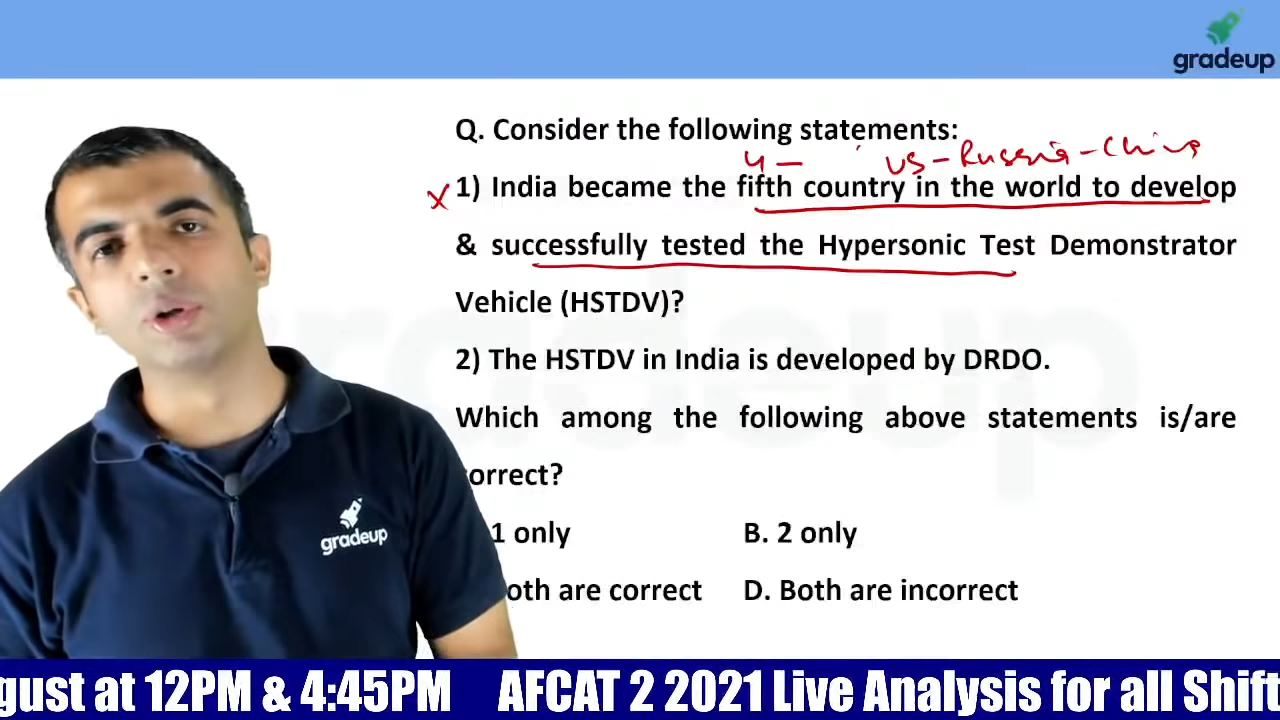 gradeup
Q. Consider the following statements:
4 - US - Russia - China
X 1) India became the fifth country in the world to develop
& successfully tested the Hypersonic Test Demonstrator
Vehicle (HSTDV)?
2) The HSTDV in India is developed by DRDO.
Which among the following above statements is/are
orrect?
1 only B. 2 only
oth are correct D. Both are incorrect
gradeup
gust at 12PM & 4:45PM AFCAT 2 2021 Live Analysis for all Shift